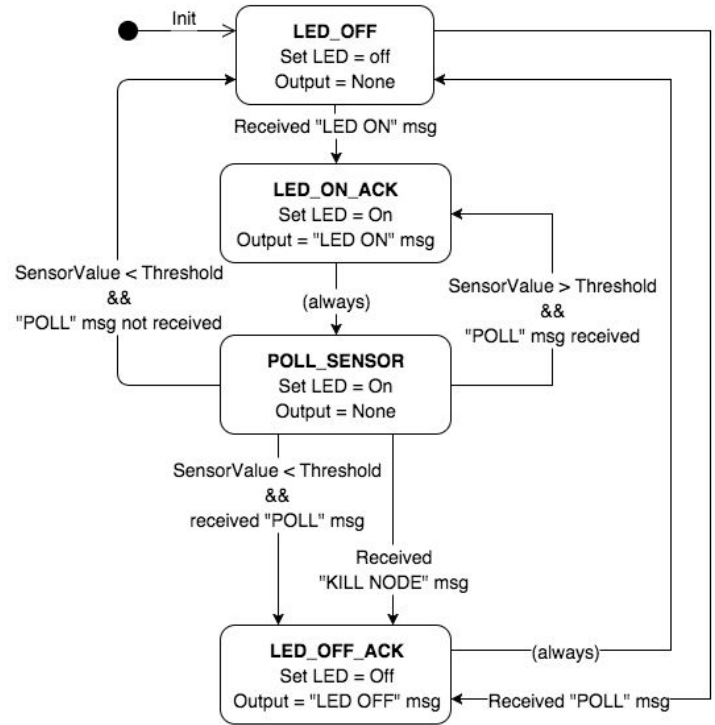 Init
LED_OFF
Set LED = off
Output = None
Received "LED ON" msg
LED_ON_ACK
Set LED = On
Output = "LED ON" msg
SensorValue < Threshold
&&
"POLL" msg not received
SensorValue > Threshold
&&
"POLL" msg received
(always)
POLL_SENSOR
Set LED = On
Output = None
SensorValue < Threshold
&&
received "POLL" msg
Received
"KILL NODE" msg
LED_OFF_ACK
Set LED = Off
Output = "LED OFF" msg
(always)
Received "POLL" msg